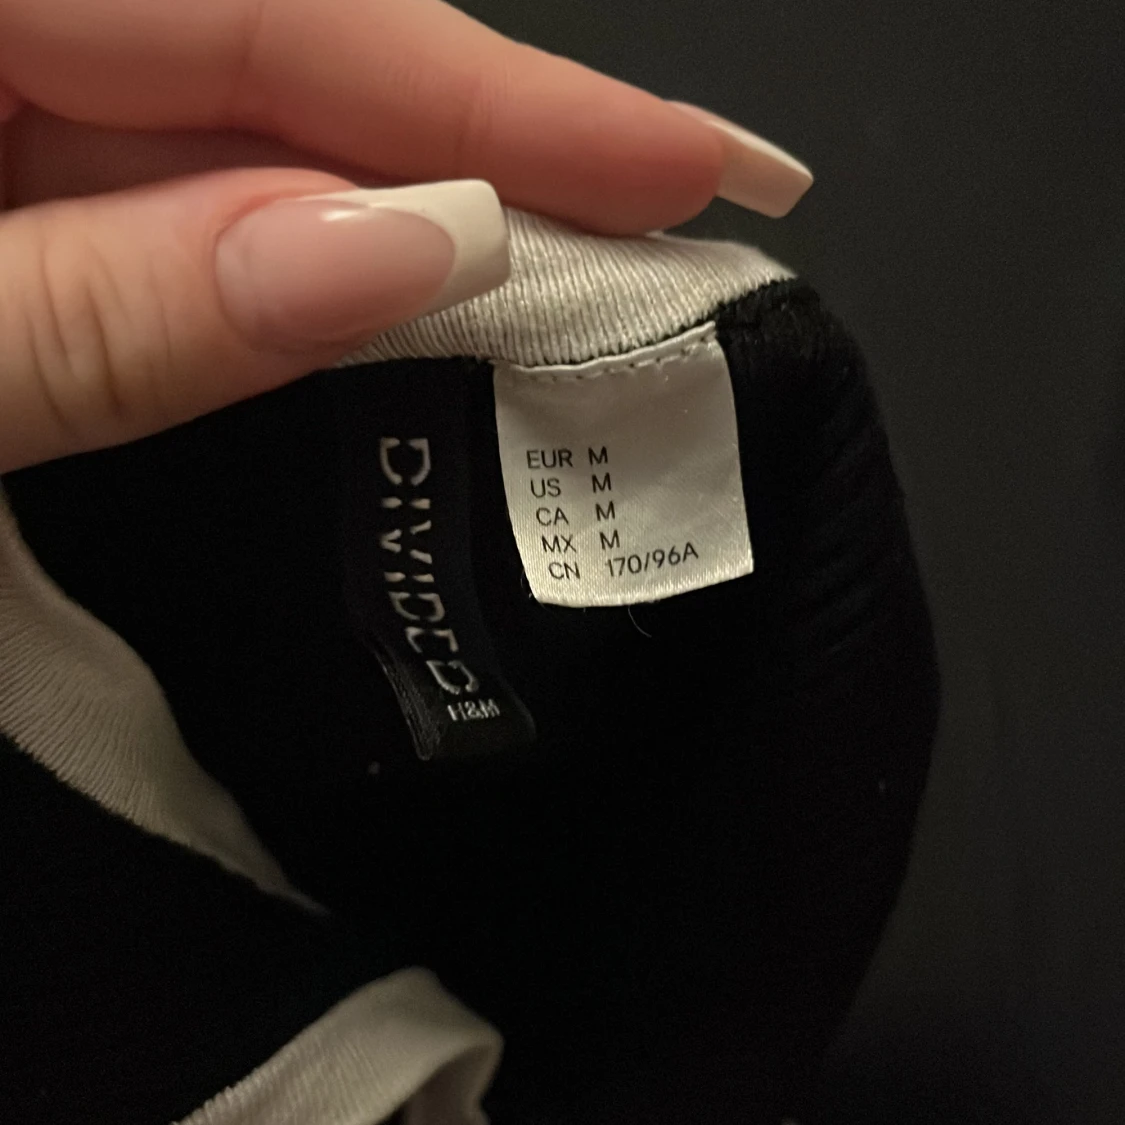 DIVIDED
H&M
EUR M
US M
CA M
MX M
CN 170/96A